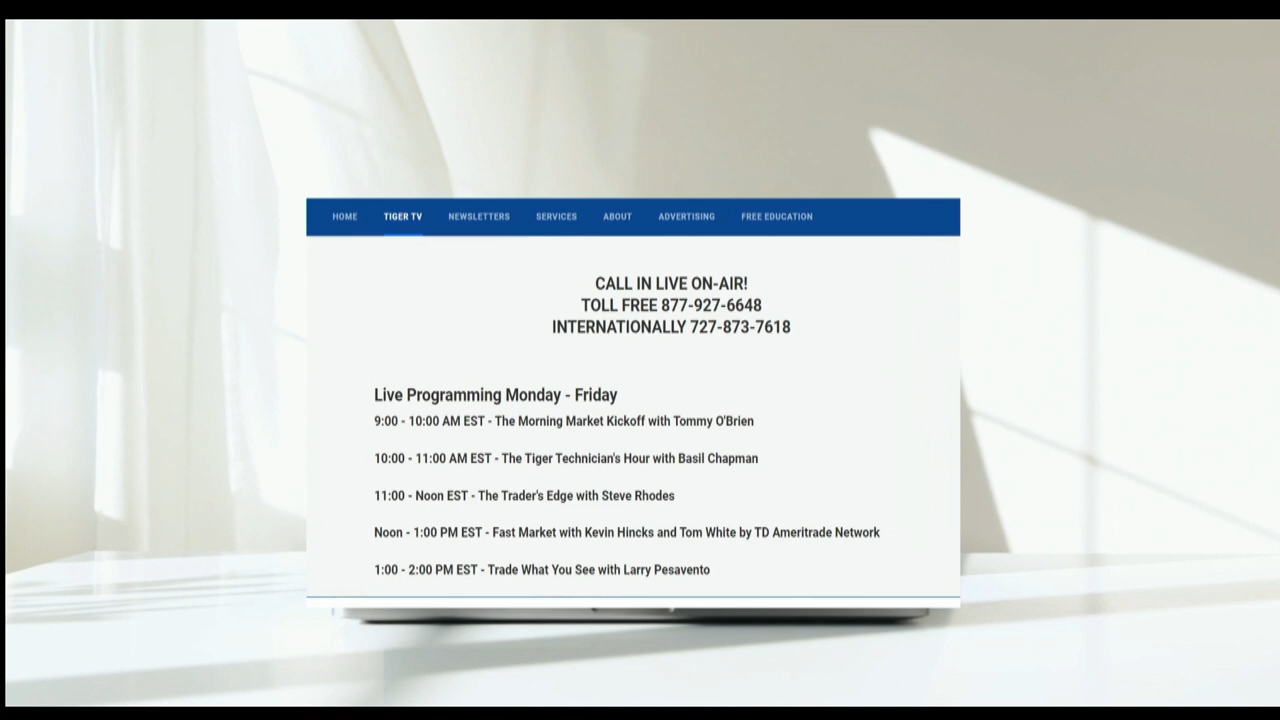 HOME TIGER TV NEWSLETTERS SERVICES ABOUT ADVERTISING FREE EDUCATION
CALL IN LIVE ON-AIR!
TOLL FREE 877-927-6648
INTERNATIONALLY 727-873-7618
Live Programming Monday - Friday
9:00 - 10:00 AM EST - The Morning Market Kickoff with Tommy O'Brien
10:00 - 11:00 AM EST - The Tiger Technician's Hour with Basil Chapman
11:00 - Noon EST - The Trader's Edge with Steve Rhodes
Noon - 1:00 PM EST - Fast Market with Kevin Hincks and Tom White by TD Ameritrade Network
1:00 - 2:00 PM EST - Trade What You See with Larry Pesavento